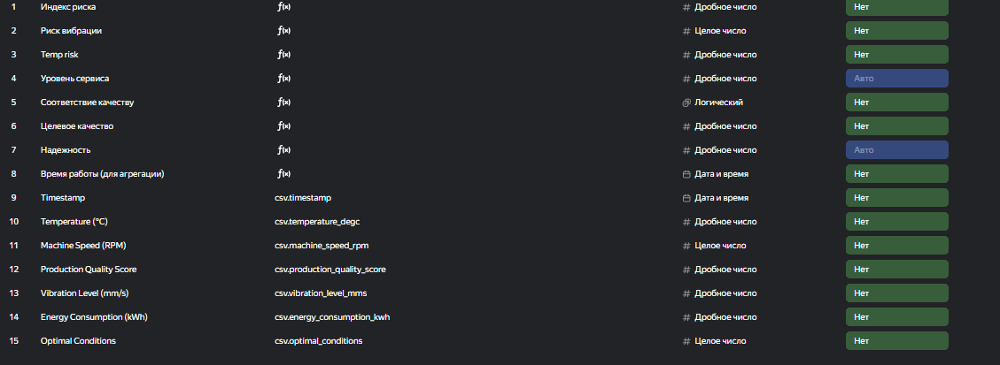 1 Индекс риска ƒ(x) # Дробное число Нет
2 Риск вибрации ƒ(x) # Целое число Нет
3 Temp risk ƒ(x) # Дробное число Нет
4 Уровень сервиса ƒ(x) # Дробное число Авто
5 Соответствие качеству ƒ(x) Логический Нет
6 Целевое качество ƒ(x) # Дробное число Нет
7 Надежность ƒ(x) # Дробное число Авто
8 Время работы (для агрегации) ƒ(x) Дата и время Нет
9 Timestamp csv.timestamp Дата и время Нет
10 Temperature (°C) csv.temperature_degc # Дробное число Нет
11 Machine Speed (RPM) csv.machine_speed_rpm # Целое число Нет
12 Production Quality Score csv.production_quality_score # Дробное число Нет
13 Vibration Level (mm/s) csv.vibration_level_mms # Дробное число Нет
14 Energy Consumption (kWh) csv.energy_consumption_kwh # Дробное число Нет
15 Optimal Conditions csv.optimal_conditions # Целое число Нет